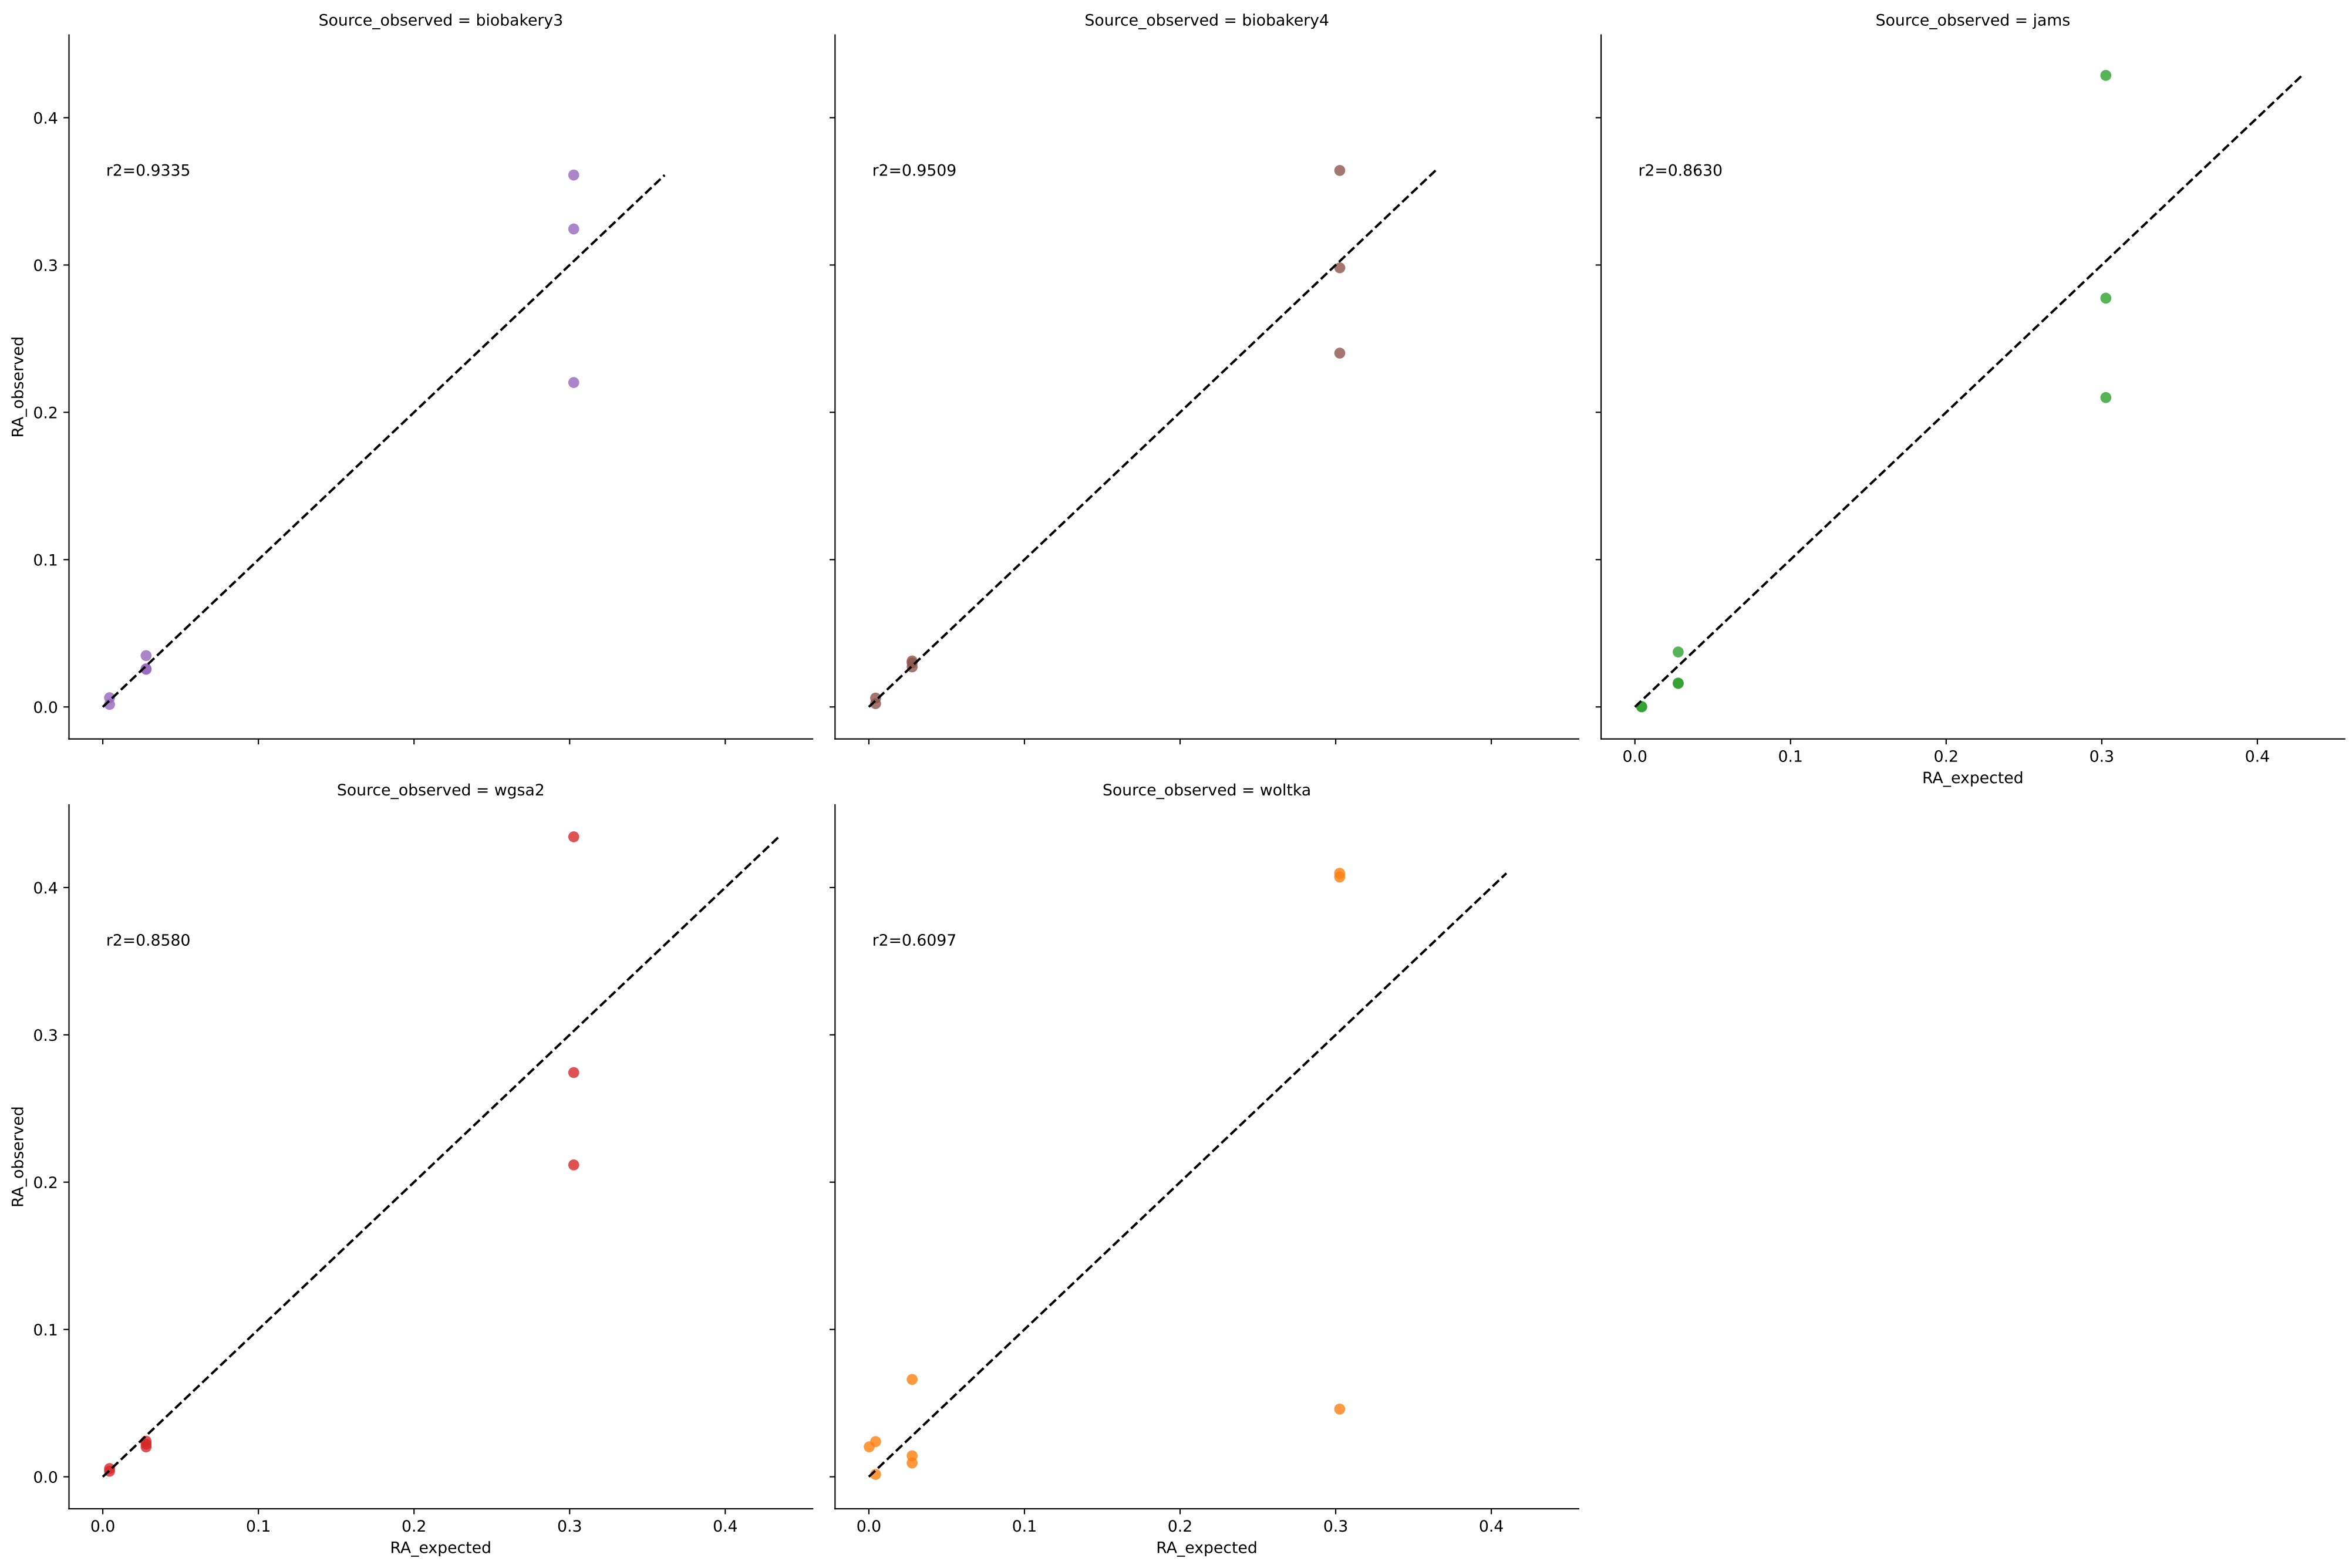 Source_observed = biobakery3
Source_observed = biobakery4
Source_observed = jams
0.4
0.3
0.2
0.1
0.0
RA_observed
r2=0.9335
r2=0.9509
r2=0.8630
0.0 0.1 0.2 0.3 0.4
RA_expected
Source_observed = wgsa2
Source_observed = woltka
0.4
0.3
0.2
0.1
0.0
RA_observed
r2=0.8580
r2=0.6097
0.0 0.1 0.2 0.3 0.4
RA_expected
0.0 0.1 0.2 0.3 0.4
RA_expected